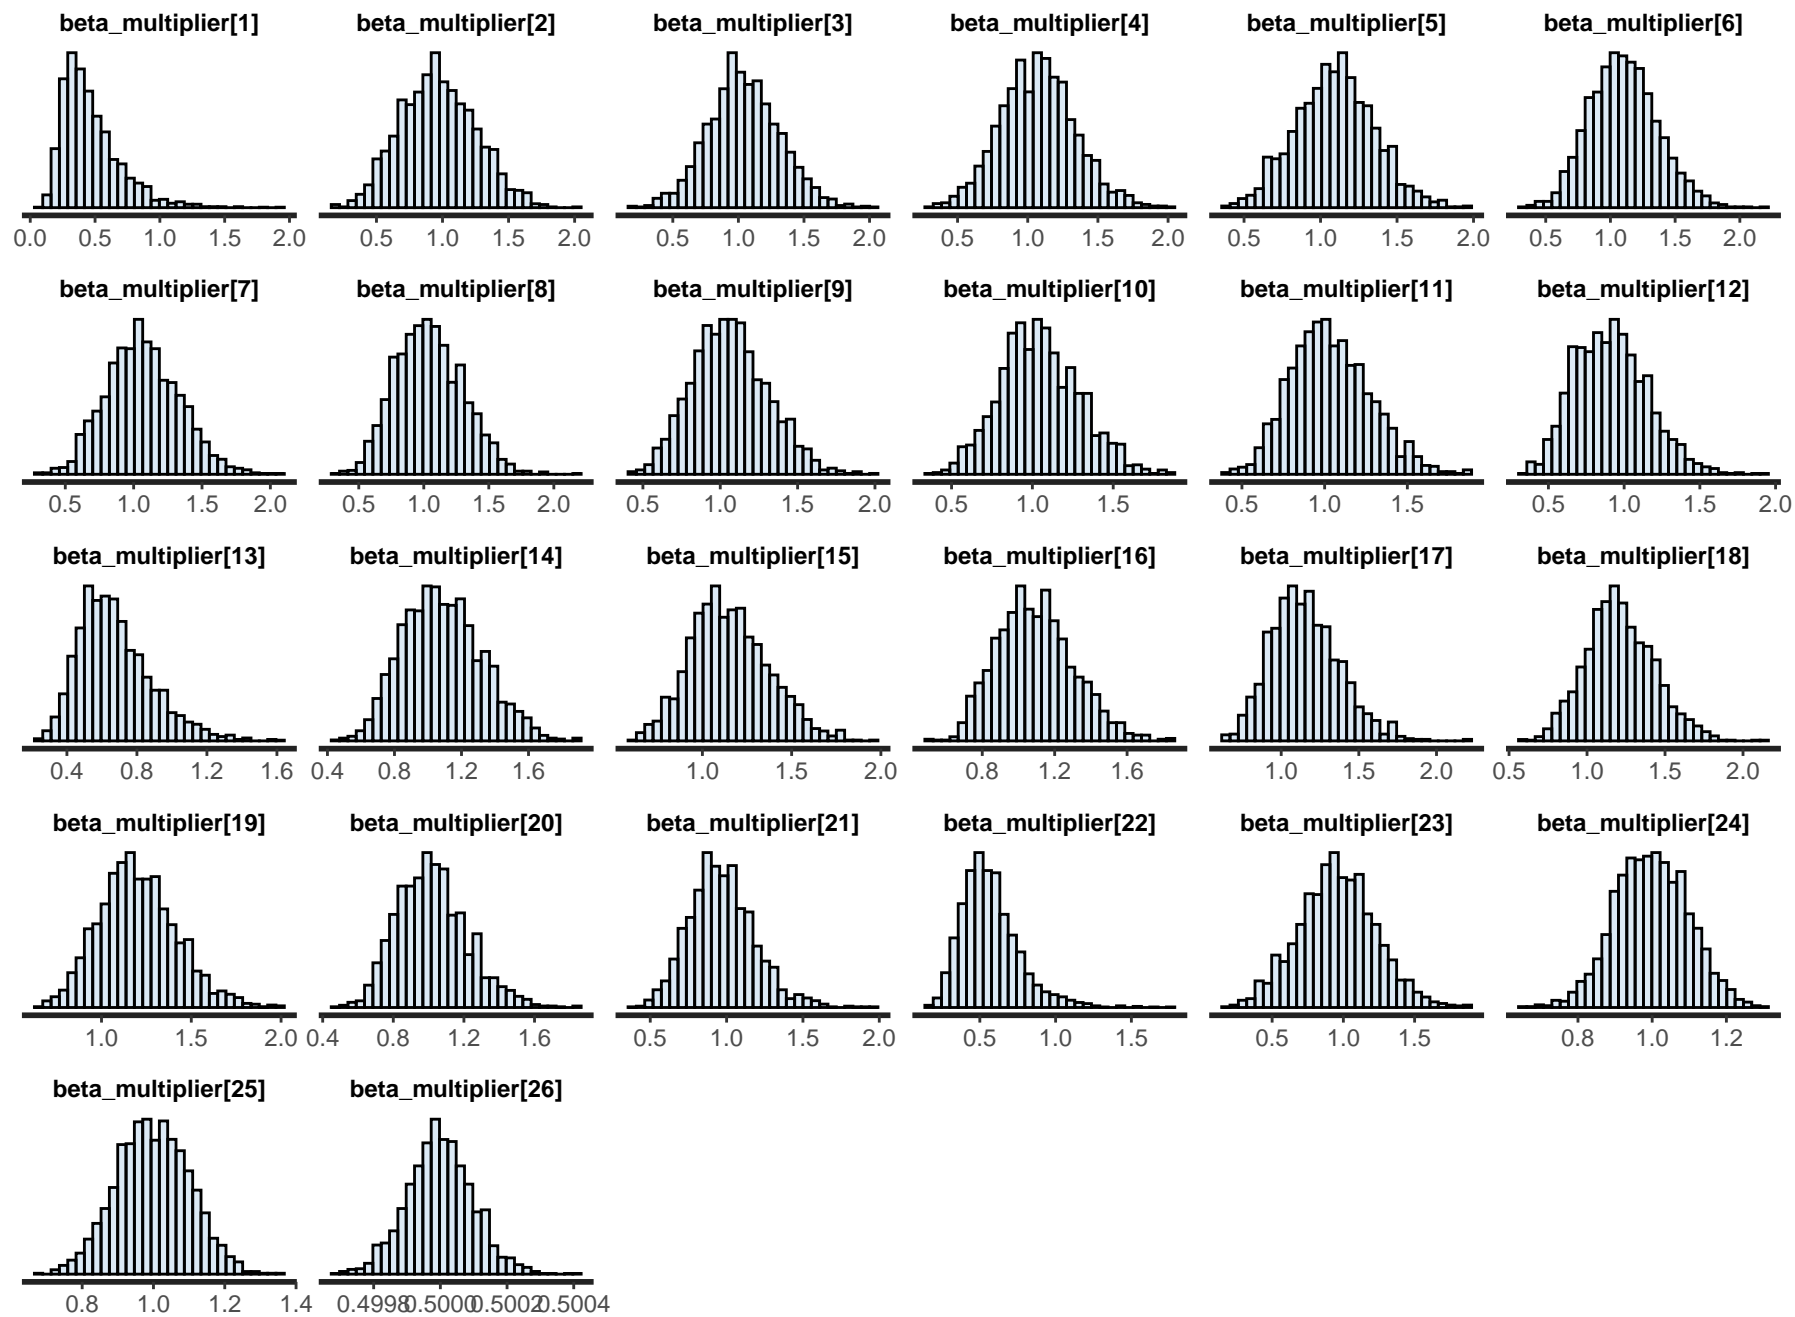 beta_multiplier[1] beta_multiplier[2] beta_multiplier[3] beta_multiplier[4] beta_multiplier[5] beta_multiplier[6]
0.0 0.5 1.0 1.5 2.0 0.5 1.0 1.5 2.0 0.5 1.0 1.5 2.0 0.5 1.0 1.5 2.0 0.5 1.0 1.5 2.0 0.5 1.0 1.5 2.0
beta_multiplier[7] beta_multiplier[8] beta_multiplier[9] beta_multiplier[10] beta_multiplier[11] beta_multiplier[12]
0.5 1.0 1.5 2.0 0.5 1.0 1.5 2.0 0.5 1.0 1.5 2.0 0.5 1.0 1.5 0.5 1.0 1.5 0.5 1.0 1.5 2.0
beta_multiplier[13] beta_multiplier[14] beta_multiplier[15] beta_multiplier[16] beta_multiplier[17] beta_multiplier[18]
0.4 0.8 1.2 1.6 0.4 0.8 1.2 1.6 1.0 1.5 2.0 0.8 1.2 1.6 1.0 1.5 2.0 0.5 1.0 1.5 2.0
beta_multiplier[19] beta_multiplier[20] beta_multiplier[21] beta_multiplier[22] beta_multiplier[23] beta_multiplier[24]
1.0 1.5 2.0 0.4 0.8 1.2 1.6 0.5 1.0 1.5 2.0 0.5 1.0 1.5 0.5 1.0 1.5 0.8 1.0 1.2
beta_multiplier[25] beta_multiplier[26]
0.8 1.0 1.2 1.4 0.4998 0.5000 0.5002 0.5004